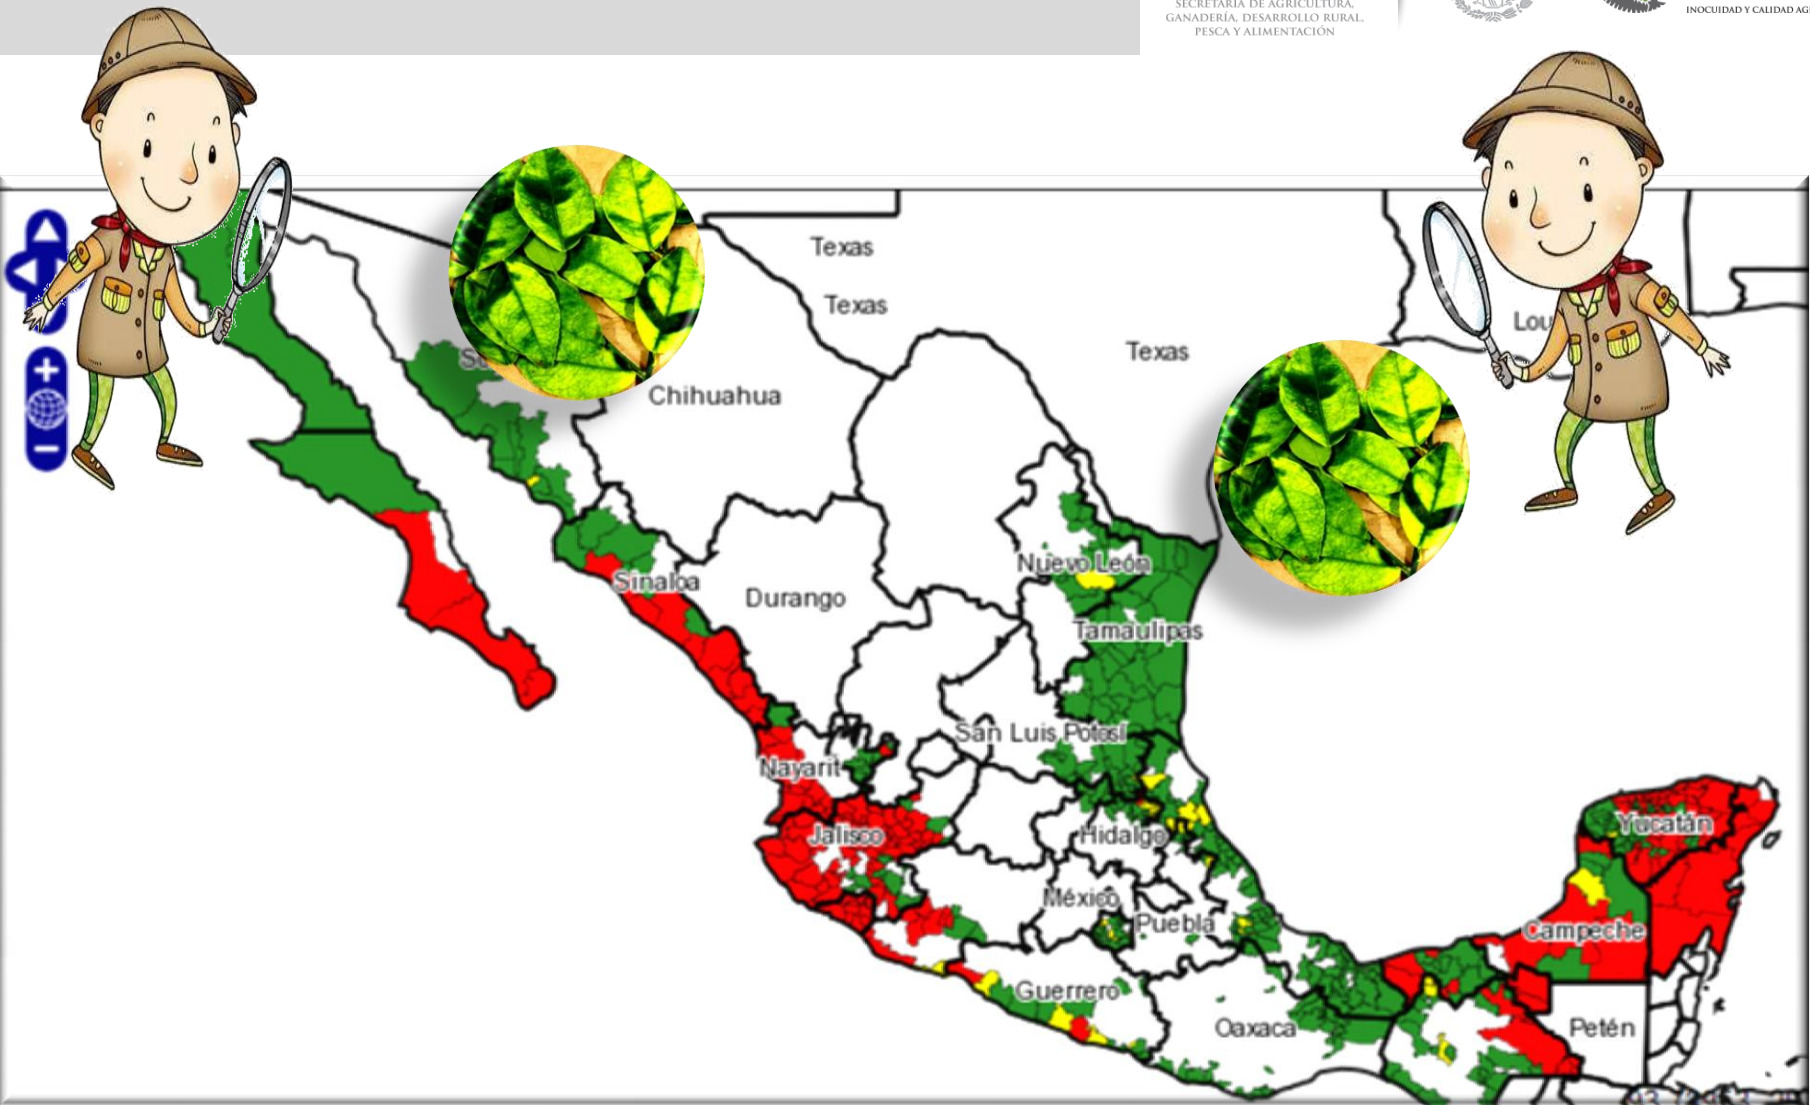 SECRETARÍA DE AGRICULTURA,
GANADERÍA, DESARROLLO RURAL,
PESCA Y ALIMENTACIÓN
INOCUIDAD Y CALIDAD
Texas
Texas
Texas
Chihuahua
Nuevo León
Sinaloa
Durango
Tamaulipas
San Luis Potosí
Nayarit
Jalisco
Hidalgo
Yucatán
México
Puebla
Campeche
Guerrero
Oaxaca
Petén